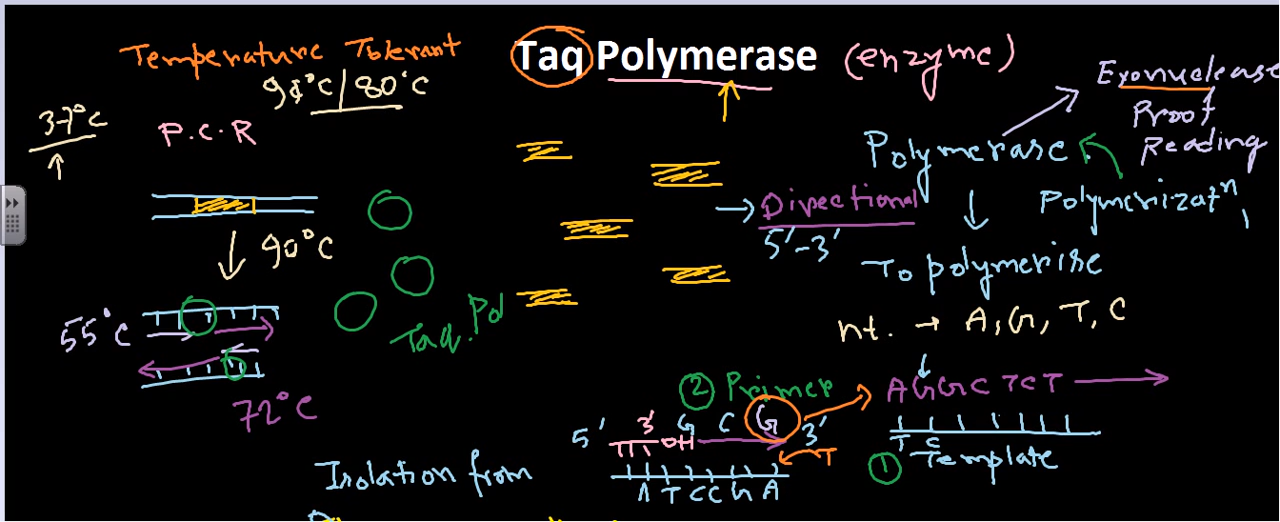 Temperature Tolerant
Taq Polymerase (enzyme)
94°C/80°C
37°C
P.C.R
Exonuclease
Proof
Reading
Polymerase
Polymerizatⁿ
→ Directional
5'-3'
To polymerise
90°C
nt. → A, G, T, C
55°C
Taq. Pol
72°C
② Primer
AGGC TCT
5' 3' OH G C G 3'
T
T C
① Template
A T C C G A
Isolation from